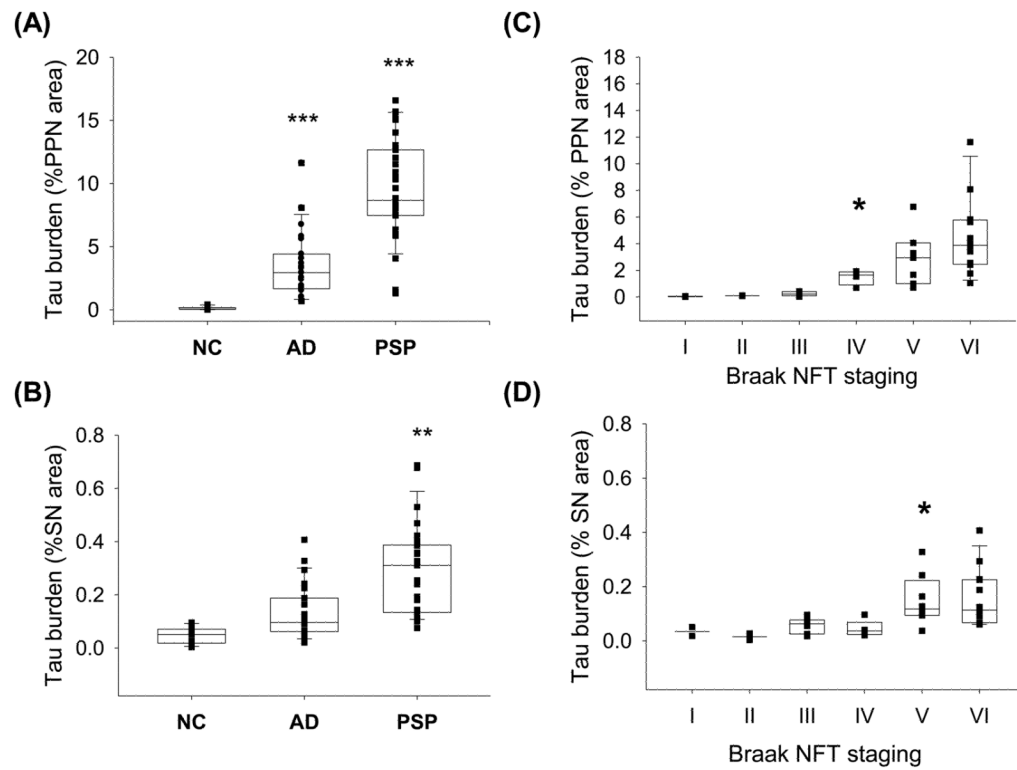 (A)
Tau burden (%PPN area)
20
15
10
5
0
***
***
NC AD PSP
(C)
Tau burden (% PPN area)
18
16
14
12
10
8
6
4
2
0
*
I II III IV V VI
Braak NFT staging
(B)
Tau burden (%SN area)
0.8
0.6
0.4
0.2
0.0
**
NC AD PSP
(D)
Tau burden (% SN area)
0.8
0.6
0.4
0.2
0.0
*
I II III IV V VI
Braak NFT staging